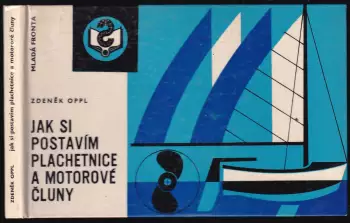 ZDENĚK OPPL jak si postavím plachetnice a motorové čluny
MLADÁ FRONTA
ZDENĚK OPPL
JAK SI
POSTAVÍM
PLACHETNICE
A MOTOROVÉ
ČLUNY